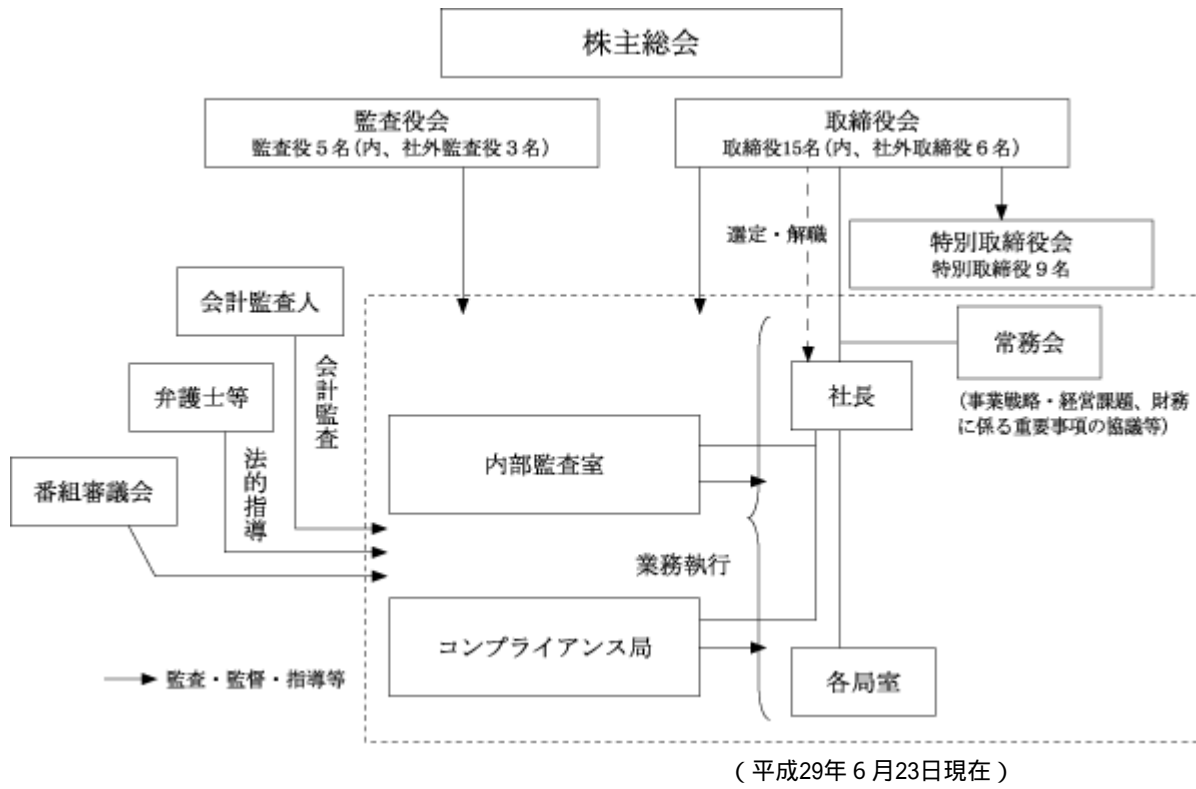 株主総会
監査役会
監査役５名(内、社外監査役３名)
取締役会
取締役15名(内、社外取締役６名)
選定・解職
特別取締役会
特別取締役９名
会計監査人
会計監査
弁護士等
法的指導
番組審議会
常務会
(事業戦略・経営課題、財務
に係る重要事項の協議等)
社長
内部監査室
業務執行
コンプライアンス局
各局室
監査・監督・指導等
(平成29年６月23日現在)